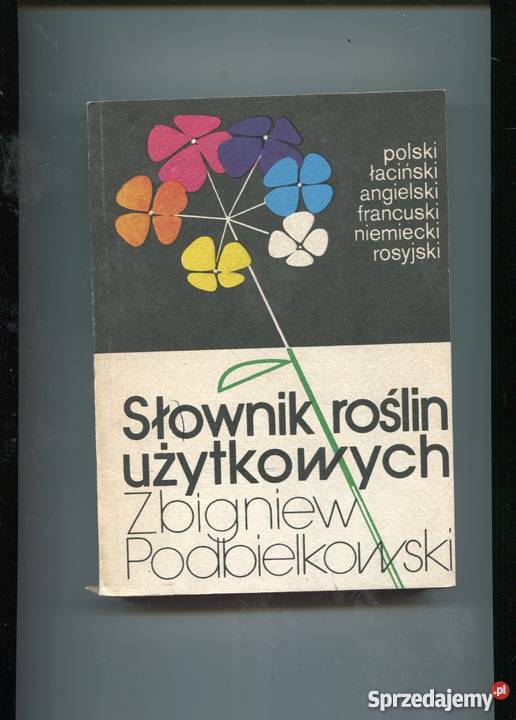 polski
łaciński
angielski
francuski
niemiecki
rosyjski
Słownik roślin
użytkowych
Zbigniew
Podbielkowski
Sprzedajemy.pl